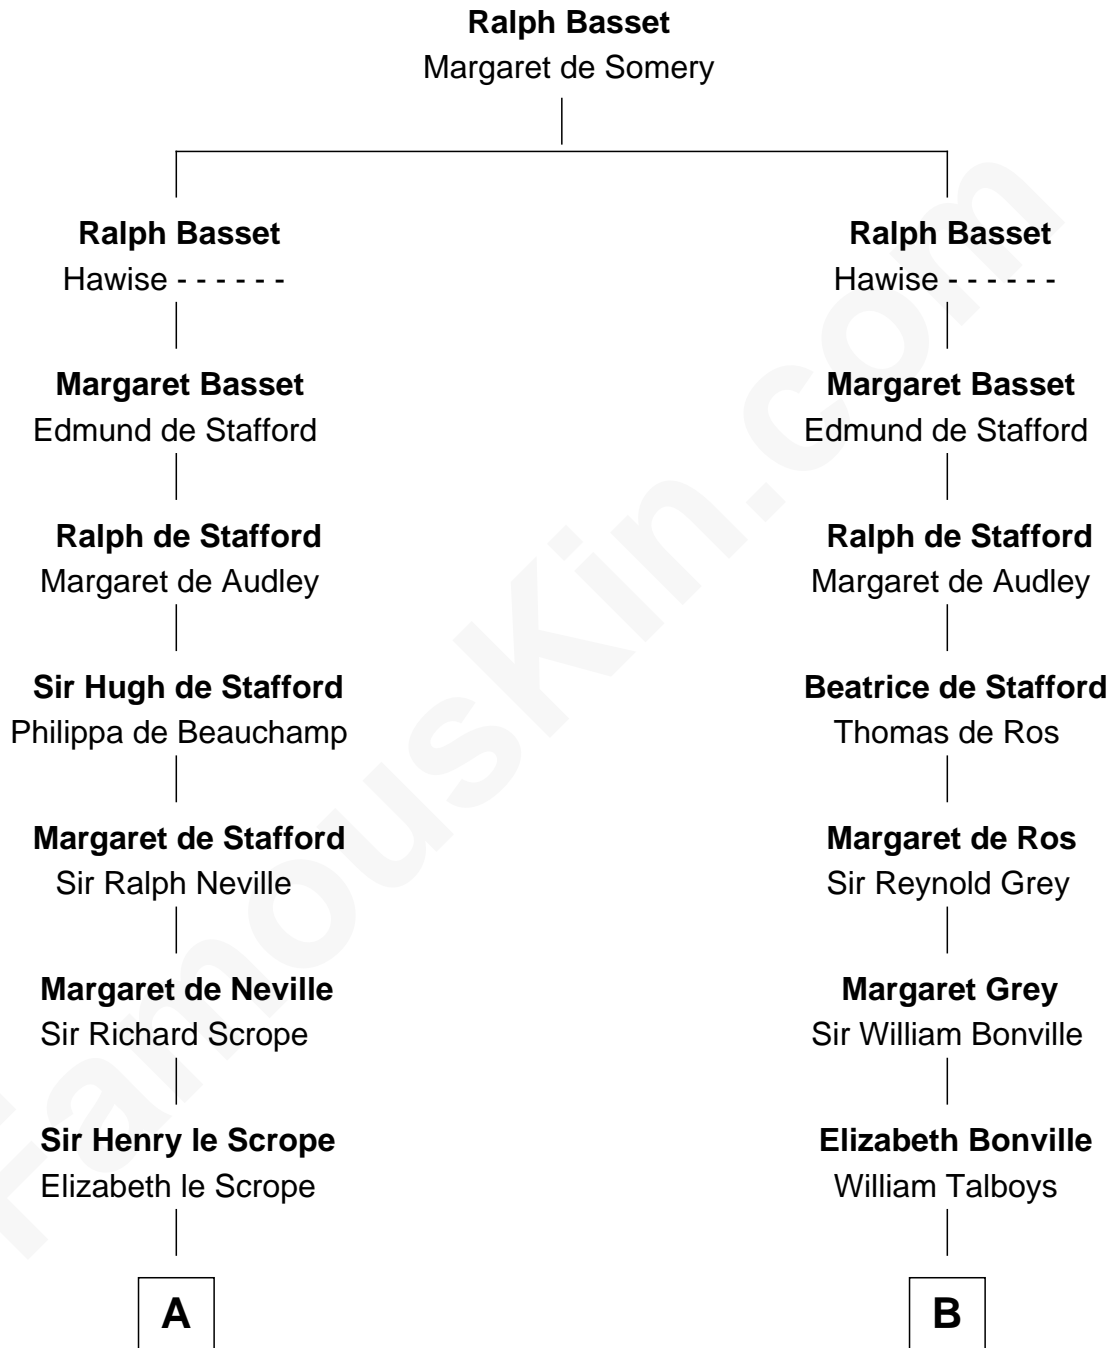 Ralph Basset
Margaret de Somery
Ralph Basset
Hawise - - - - - -
Margaret Basset
Edmund de Stafford
Ralph de Stafford
Margaret de Audley
Sir Hugh de Stafford
Philippa de Beauchamp
Margaret de Stafford
Sir Ralph Neville
Margaret de Neville
Sir Richard Scrope
Sir Henry le Scrope
Elizabeth le Scrope
A
Ralph Basset
Hawise - - - - - -
Margaret Basset
Edmund de Stafford
Ralph de Stafford
Margaret de Audley
Beatrice de Stafford
Thomas de Ros
Margaret de Ros
Sir Reynold Grey
Margaret Grey
Sir William Bonville
Elizabeth Bonville
William Talboys
B
FamousKin.com